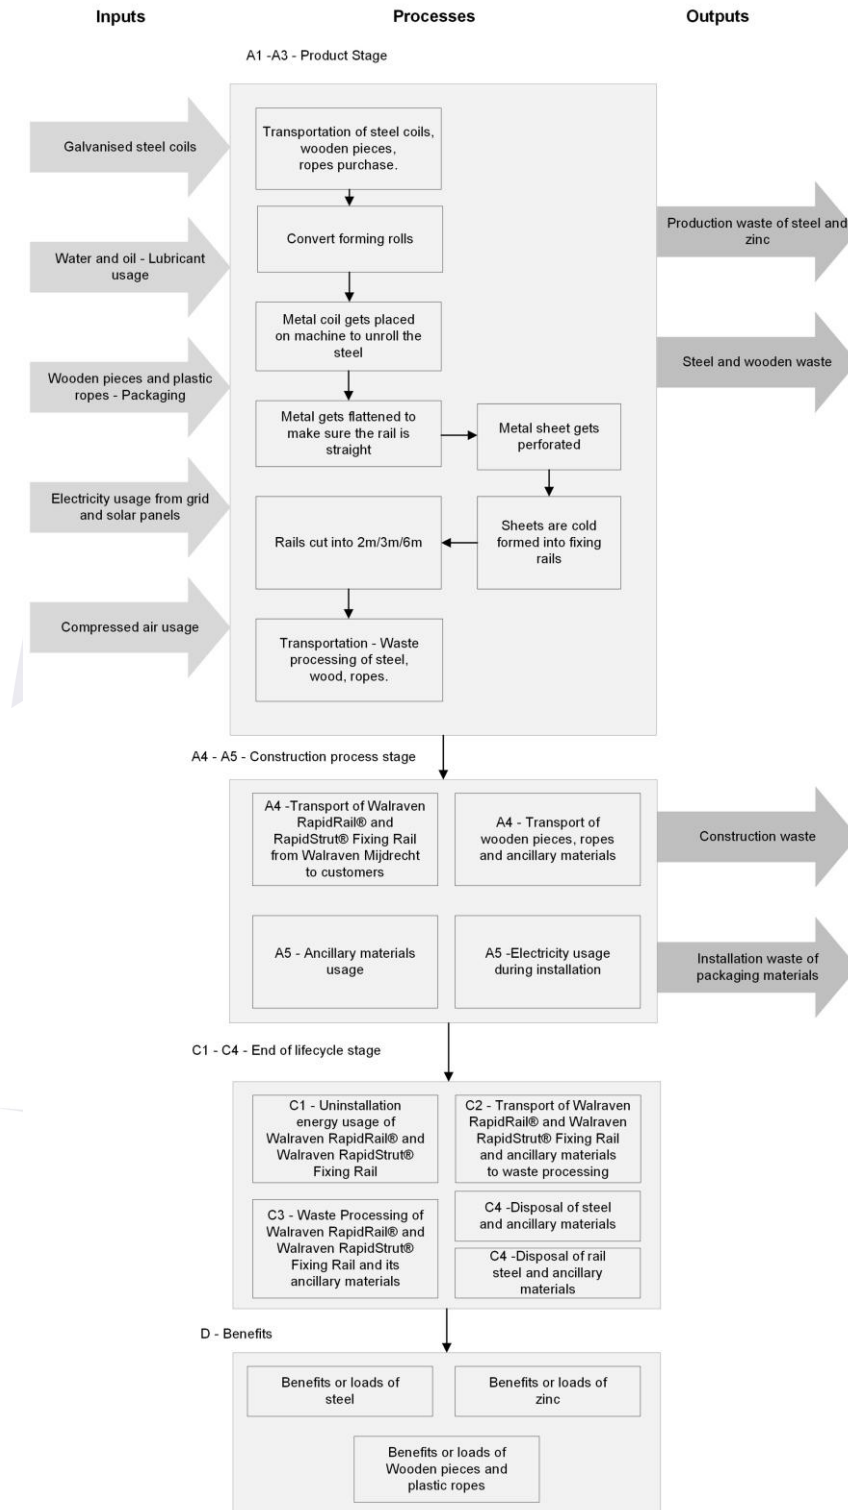 Inputs
Processes
Outputs
A1 -A3 - Product Stage
Galvanised steel coils
Water and oil - Lubricant
usage
Wooden pieces and plastic
ropes - Packaging
Electricity usage from grid
and solar panels
Compressed air usage
Transportation of steel coils,
wooden pieces,
ropes purchase.
Convert forming rolls
Metal coil gets placed
on machine to unroll the
steel
Metal gets flattened to
make sure the rail is
straight
Metal sheet gets
perforated
Sheets are cold
formed into fixing
rails
Rails cut into 2m/3m/6m
Transportation - Waste
processing of steel,
wood, ropes.
Production waste of steel and
zinc
Steel and wooden waste
A4 - A5 - Construction process stage
A4 -Transport of Walraven
RapidRail® and
RapidStrut® Fixing Rail
from Walraven Mijdrecht
to customers
A4 - Transport of
wooden pieces, ropes
and ancillary materials
A5 - Ancillary materials
usage
A5 -Electricity usage
during installation
Construction waste
Installation waste of
packaging materials
C1 - C4 - End of lifecycle stage
C1 - Uninstallation
energy usage of
Walraven RapidRail® and
Walraven RapidStrut®
Fixing Rail
C2 - Transport of Walraven
RapidRail® and Walraven
RapidStrut® Fixing Rail
and ancillary materials
to waste processing
C3 - Waste Processing of
Walraven RapidRail® and
Walraven RapidStrut®
Fixing Rail and its
ancillary materials
C4 -Disposal of steel
and ancillary materials
C4 -Disposal of rail
steel and ancillary
materials
D - Benefits
Benefits or loads of
steel
Benefits or loads of
zinc
Benefits or loads of
Wooden pieces and
plastic ropes